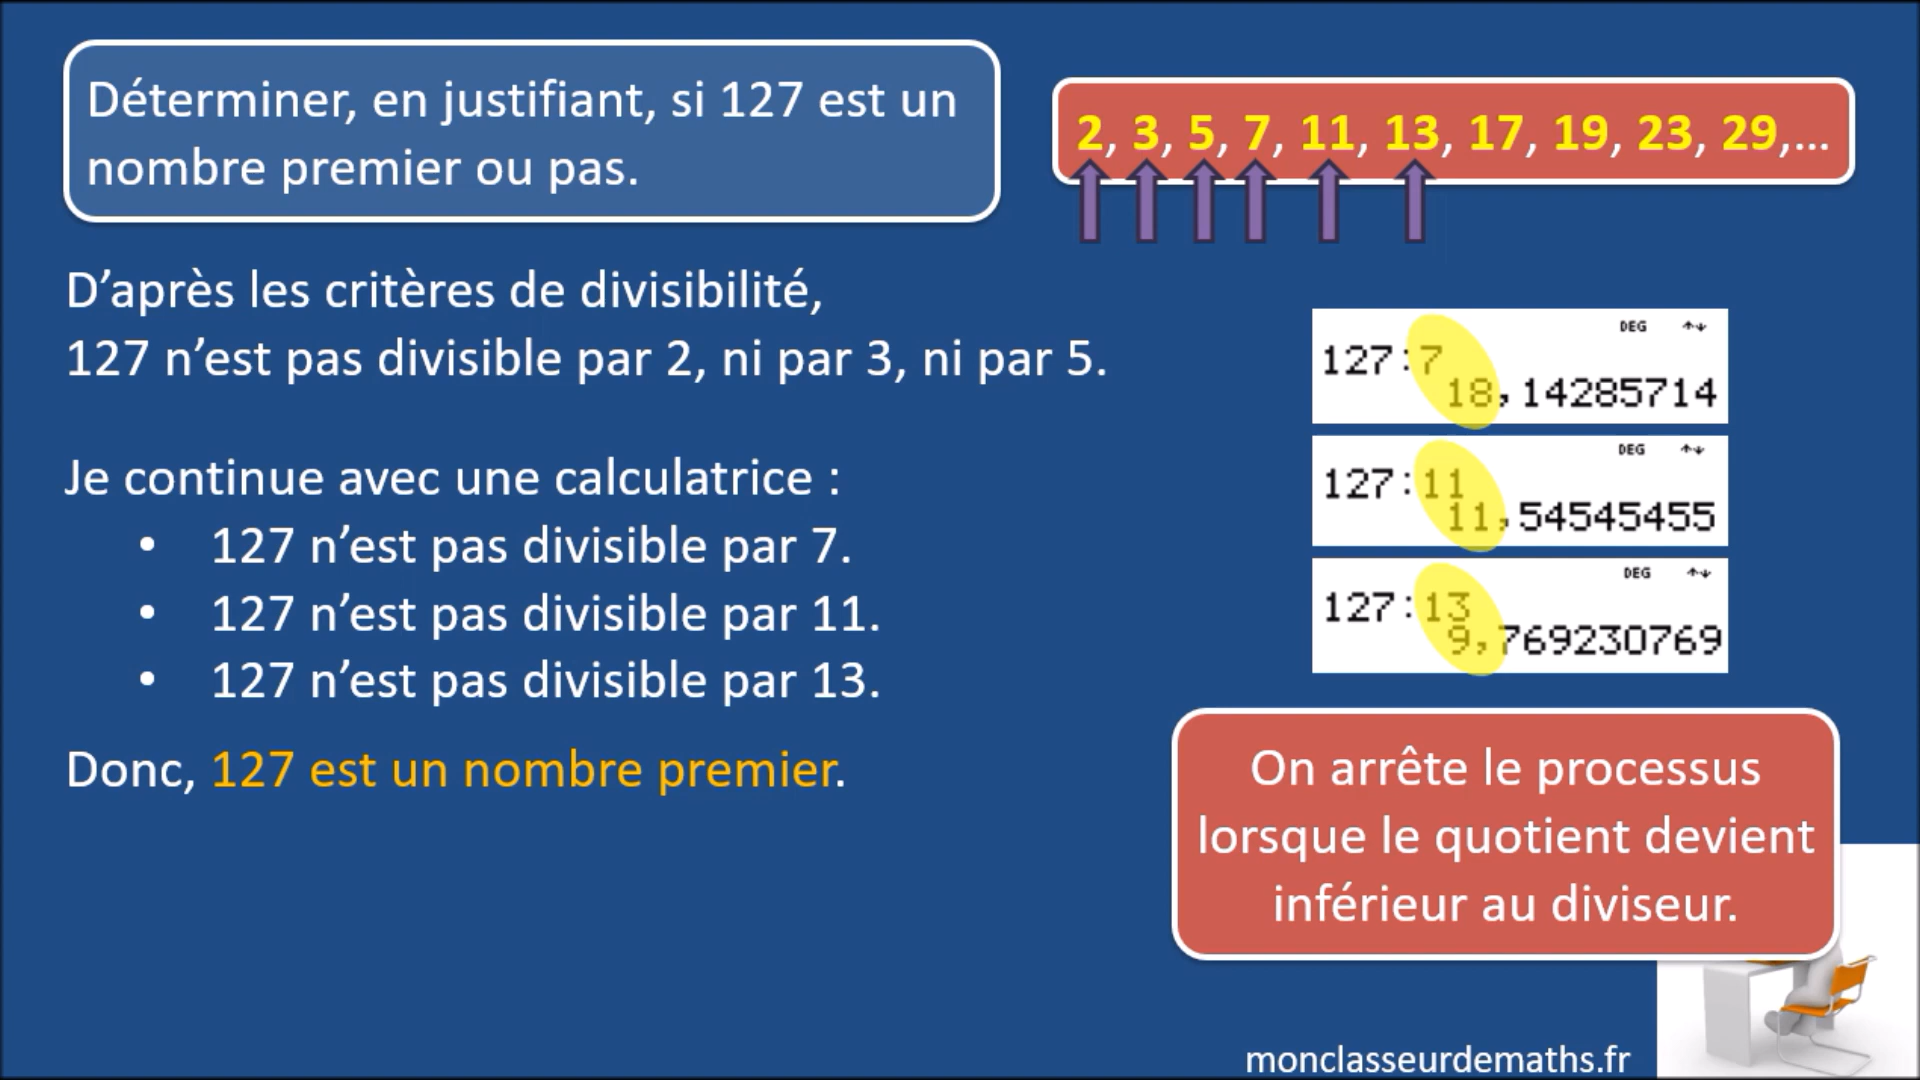 Déterminer, en justifiant, si 127 est un
nombre premier ou pas.
2, 3, 5, 7, 11, 13, 17, 19, 23, 29,...
D’après les critères de divisibilité,
127 n’est pas divisible par 2, ni par 3, ni par 5.
Je continue avec une calculatrice :
• 127 n’est pas divisible par 7.
• 127 n’est pas divisible par 11.
• 127 n’est pas divisible par 13.
Donc, 127 est un nombre premier.
DEG
127:7
18,14285714
DEG
127:11
11,54545455
DEG
127:13
9,769230769
On arrête le processus
lorsque le quotient devient
inférieur au diviseur.
monclasseurdemaths.fr